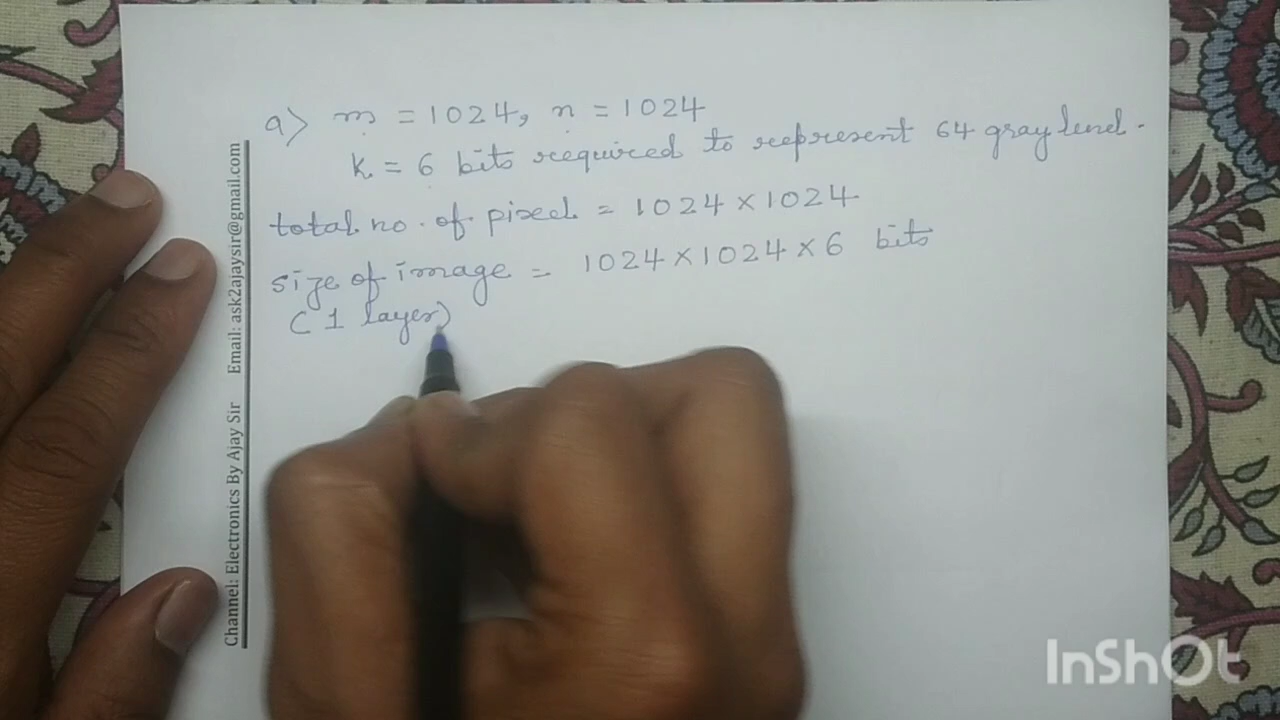 a) m = 1024, n = 1024
k = 6 bits required to represent 64 gray level.
total no. of pixel = 1024 × 1024
size of image = 1024 × 1024 × 6 bits
( 1 layer)
Channel: Electronics By Ajay Sir Email: ask2ajaysir@gmail.com
InShOt